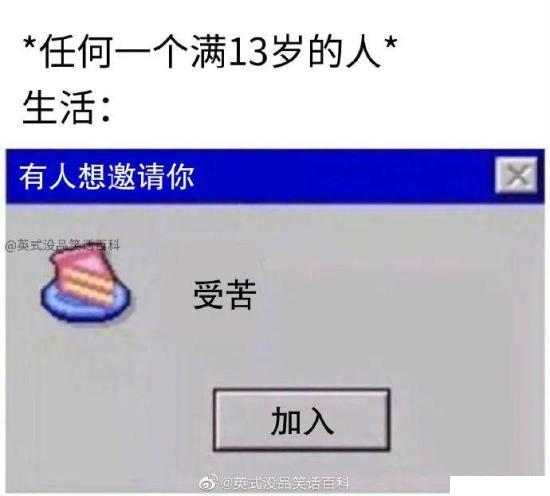 *任何一个满13岁的人*
生活：
有人想邀请你
@英式没品笑话百科
受苦
加入
@英式没品笑话百科